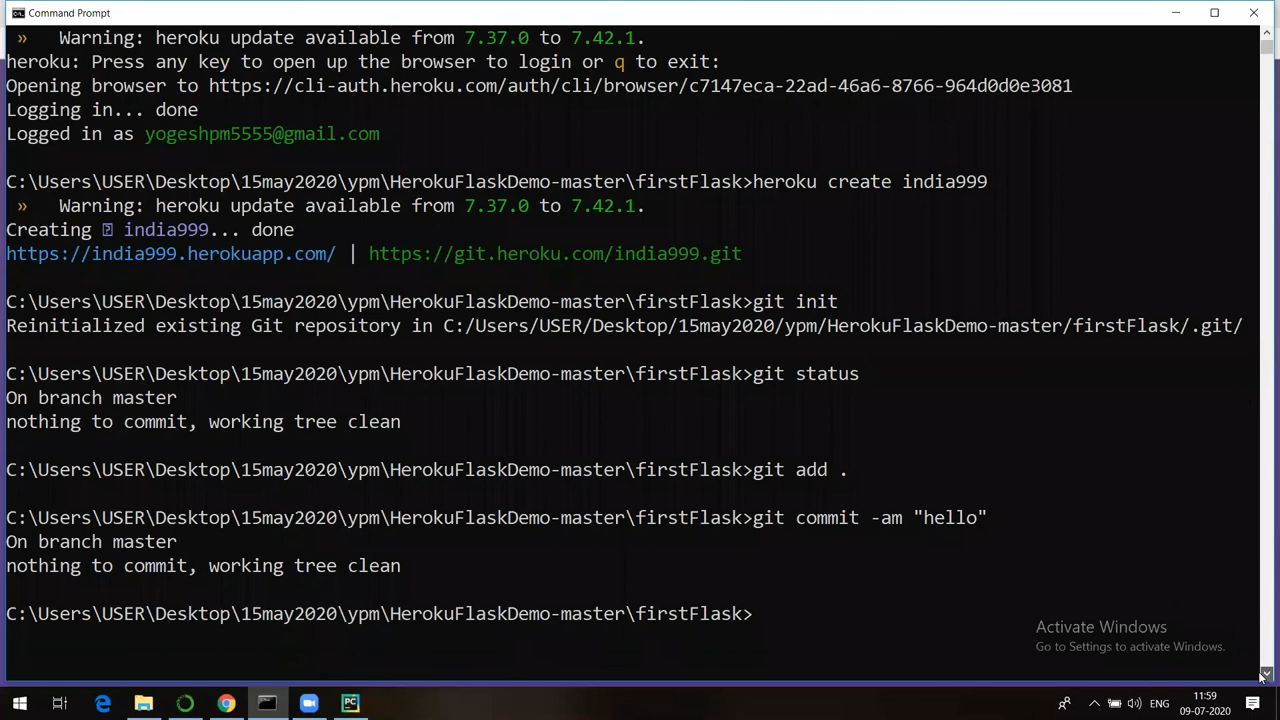 Command Prompt
» Warning: heroku update available from 7.37.0 to 7.42.1.
heroku: Press any key to open up the browser to login or q to exit:
Opening browser to https://cli-auth.heroku.com/auth/cli/browser/c7147eca-22ad-46a6-8766-964d0d0e3081
Logging in... done
Logged in as yogeshpm5555@gmail.com
C:\Users\USER\Desktop\15may2020\ypm\HerokuFlaskDemo-master\firstFlask>heroku create india999
» Warning: heroku update available from 7.37.0 to 7.42.1.
Creating ⍰ india999... done
https://india999.herokuapp.com/ | https://git.heroku.com/india999.git
C:\Users\USER\Desktop\15may2020\ypm\HerokuFlaskDemo-master\firstFlask>git init
Reinitialized existing Git repository in C:/Users/USER/Desktop/15may2020/ypm/HerokuFlaskDemo-master/firstFlask/.git/
C:\Users\USER\Desktop\15may2020\ypm\HerokuFlaskDemo-master\firstFlask>git status
On branch master
nothing to commit, working tree clean
C:\Users\USER\Desktop\15may2020\ypm\HerokuFlaskDemo-master\firstFlask>git add .
C:\Users\USER\Desktop\15may2020\ypm\HerokuFlaskDemo-master\firstFlask>git commit -am "hello"
On branch master
nothing to commit, working tree clean
C:\Users\USER\Desktop\15may2020\ypm\HerokuFlaskDemo-master\firstFlask>
Activate Windows
Go to Settings to activate Windows.
PC
ENG
11:59
09-07-2020